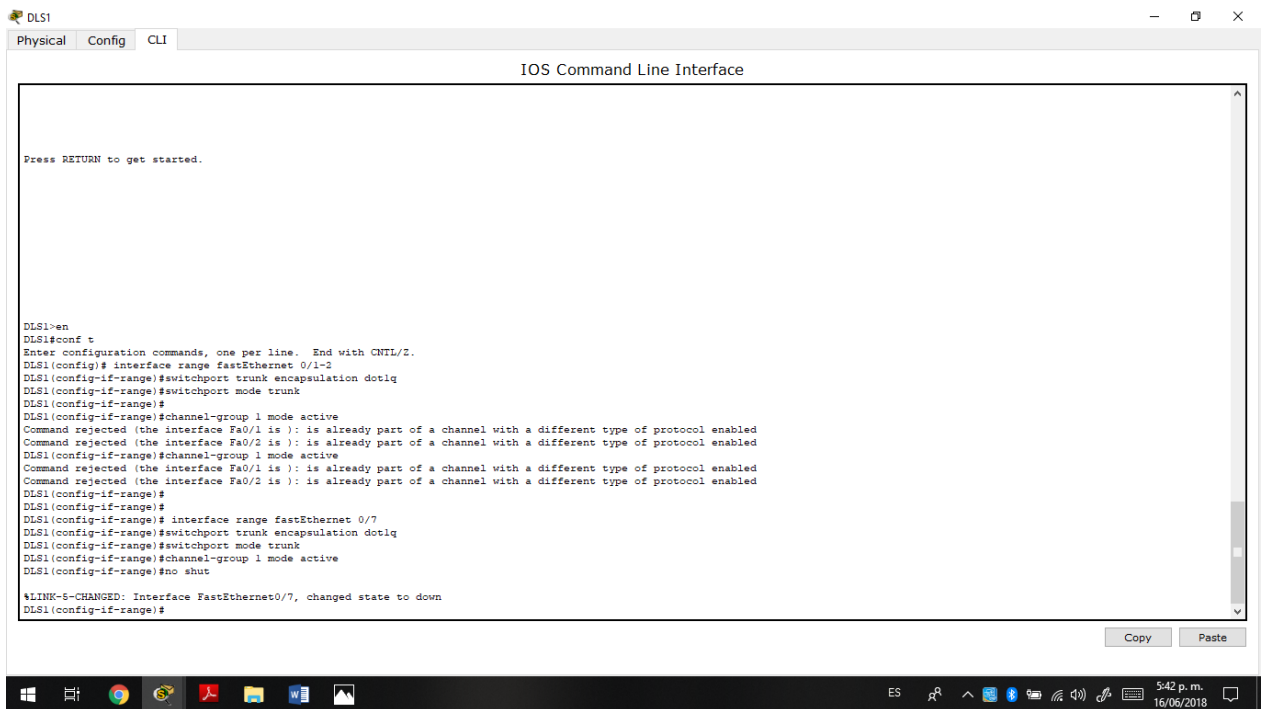 DLS1
Physical Config CLI
IOS Command Line Interface
Press RETURN to get started.
DLS1>en
DLS1#conf t
Enter configuration commands, one per line.  End with CNTL/Z.
DLS1(config)# interface range fastEthernet 0/1-2
DLS1(config-if-range)#switchport trunk encapsulation dot1q
DLS1(config-if-range)#switchport mode trunk
DLS1(config-if-range)#
DLS1(config-if-range)#channel-group 1 mode active
Command rejected (the interface Fa0/1 is ): is already part of a channel with a different type of protocol enabled
Command rejected (the interface Fa0/2 is ): is already part of a channel with a different type of protocol enabled
DLS1(config-if-range)#channel-group 1 mode active
Command rejected (the interface Fa0/1 is ): is already part of a channel with a different type of protocol enabled
Command rejected (the interface Fa0/2 is ): is already part of a channel with a different type of protocol enabled
DLS1(config-if-range)#
DLS1(config-if-range)#
DLS1(config-if-range)# interface range fastEthernet 0/7
DLS1(config-if-range)#switchport trunk encapsulation dot1q
DLS1(config-if-range)#switchport mode trunk
DLS1(config-if-range)#channel-group 1 mode active
DLS1(config-if-range)#no shut
%LINK-5-CHANGED: Interface FastEthernet0/7, changed state to down
DLS1(config-if-range)#
Copy Paste
ES
5:42 p. m.
16/06/2018